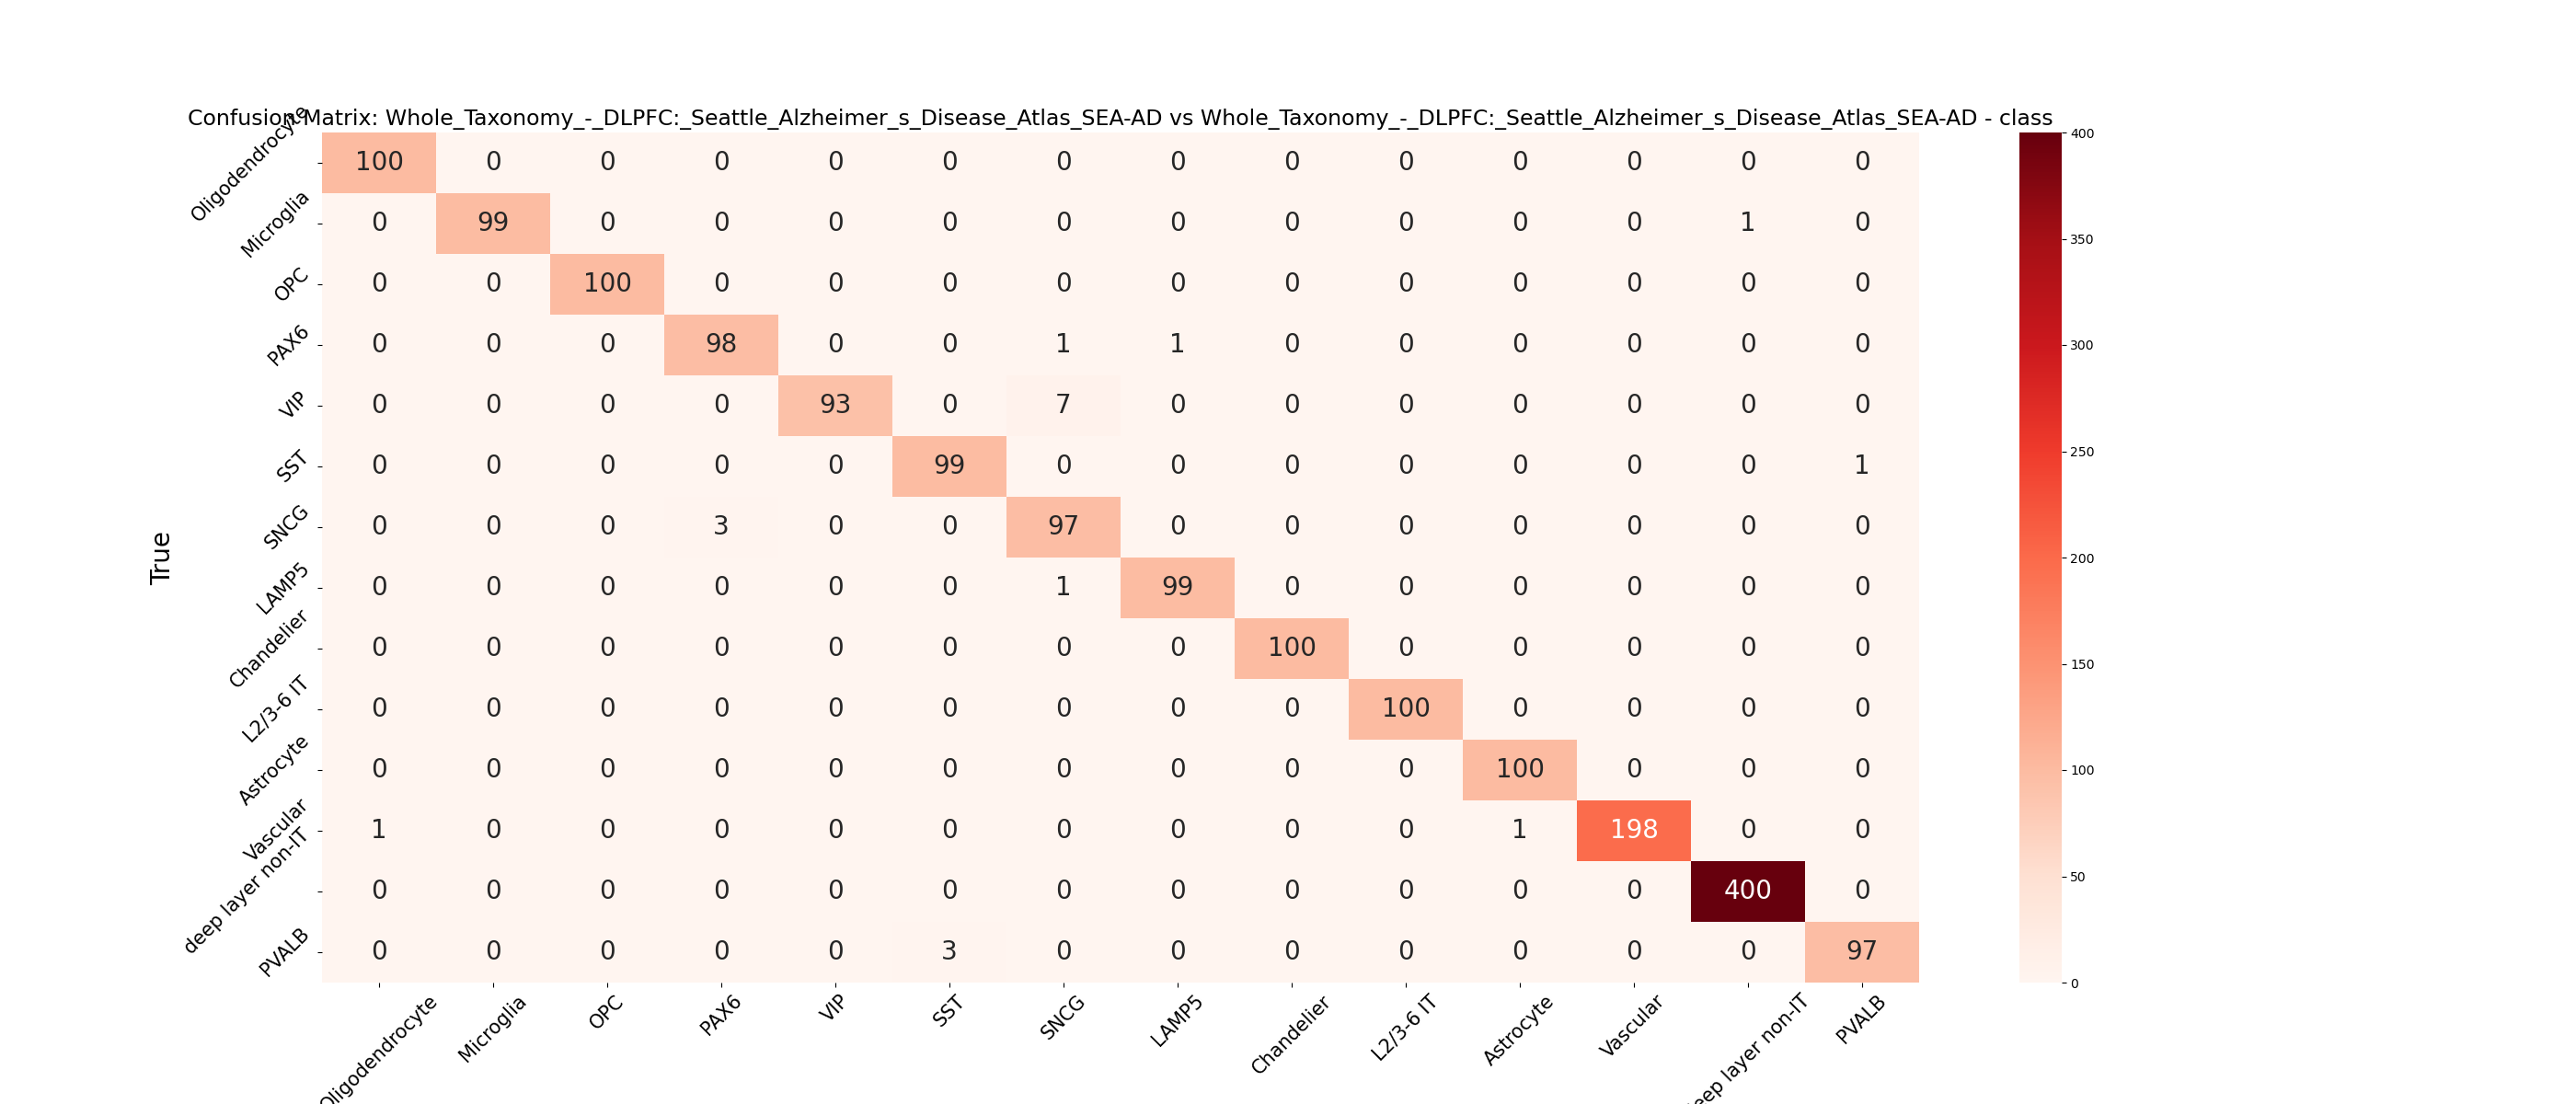 Confusion Matrix: Whole_Taxonomy_-_DLPFC:_Seattle_Alzheimer_s_Disease_Atlas_SEA-AD vs Whole_Taxonomy_-_DLPFC:_Seattle_Alzheimer_s_Disease_Atlas_SEA-AD - class
True
Oligodendrocyte 100 0 0 0 0 0 0 0 0 0 0 0 0 0
Microglia 0 99 0 0 0 0 0 0 0 0 0 0 1 0
OPC 0 0 100 0 0 0 0 0 0 0 0 0 0 0
PAX6 0 0 0 98 0 0 1 1 0 0 0 0 0 0
VIP 0 0 0 0 93 0 7 0 0 0 0 0 0 0
SST 0 0 0 0 0 99 0 0 0 0 0 0 0 1
SNCG 0 0 0 3 0 0 97 0 0 0 0 0 0 0
LAMP5 0 0 0 0 0 0 1 99 0 0 0 0 0 0
Chandelier 0 0 0 0 0 0 0 0 100 0 0 0 0 0
L2/3-6 IT 0 0 0 0 0 0 0 0 0 100 0 0 0 0
Astrocyte 0 0 0 0 0 0 0 0 0 0 100 0 0 0
Vascular 1 0 0 0 0 0 0 0 0 0 1 198 0 0
deep layer non-IT 0 0 0 0 0 0 0 0 0 0 0 0 400 0
PVALB 0 0 0 0 0 3 0 0 0 0 0 0 0 97
Oligodendrocyte Microglia OPC PAX6 VIP SST SNCG LAMP5 Chandelier L2/3-6 IT Astrocyte Vascular eep layer non-IT PVALB
400
350
300
250
200
150
100
50
0